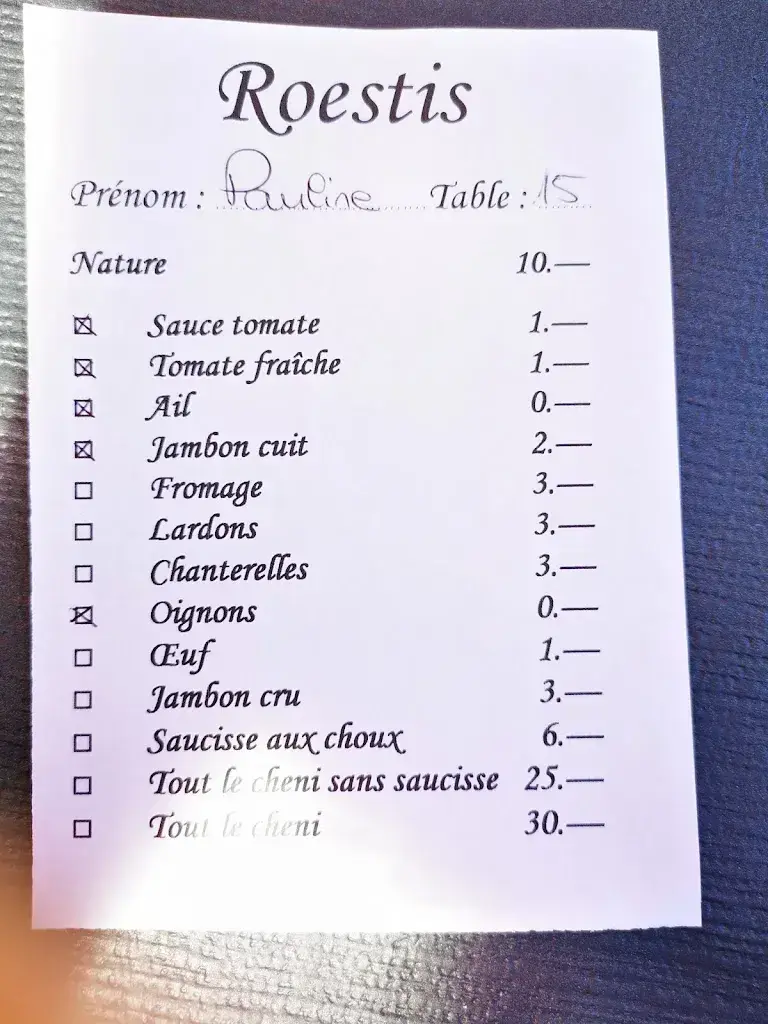 Roestis
Prénom : Pauline Table : 15
Nature 10.—
☒ Sauce tomate 1.—
☒ Tomate fraîche 1.—
☒ Ail 0.—
☒ Jambon cuit 2.—
☐ Fromage 3.—
☐ Lardons 3.—
☐ Chanterelles 3.—
☒ Oignons 0.—
☐ Œuf 1.—
☐ Jambon cru 3.—
☐ Saucisse aux choux 6.—
☐ Tout le cheni sans saucisse 25.—
☐ Tout le cheni 30.—